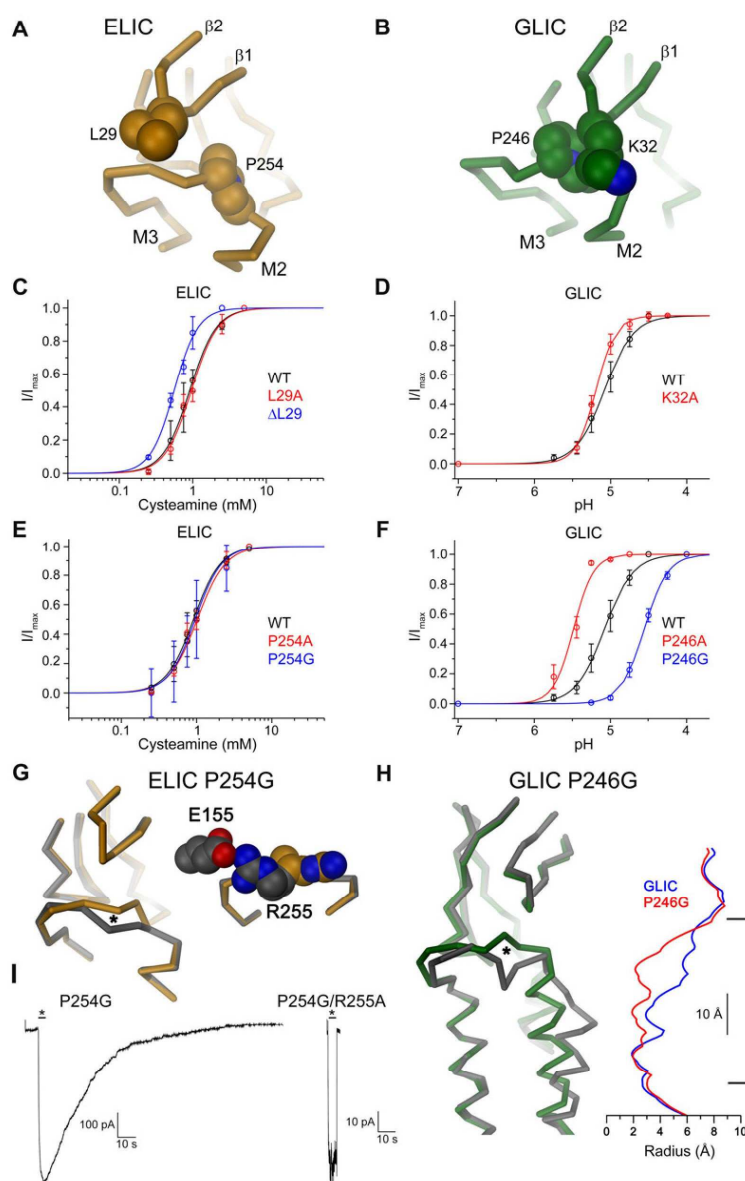 A
ELIC
β2
β1
L29
P254
M3
M2
B
GLIC
β2
β1
P246
K32
M3
M2
C
ELIC
I/Imax
1.0
0.8
0.6
0.4
0.2
0.0
WT
L29A
ΔL29
0.1
1
10
Cysteamine (mM)
D
GLIC
I/Imax
1.0
0.8
0.6
0.4
0.2
0.0
WT
K32A
7
6
5
4
pH
E
ELIC
I/Imax
1.0
0.8
0.6
0.4
0.2
0.0
WT
P254A
P254G
0.1
1
10
Cysteamine (mM)
F
GLIC
I/Imax
1.0
0.8
0.6
0.4
0.2
0.0
WT
P246A
P246G
7
6
5
4
pH
G
ELIC P254G
E155
R255
*
H
GLIC P246G
*
GLIC
P246G
10 Å
0 2 4 6 8 10
Radius (Å)
I
P254G
*
100 pA
10 s
P254G/R255A
*
10 pA
10 s